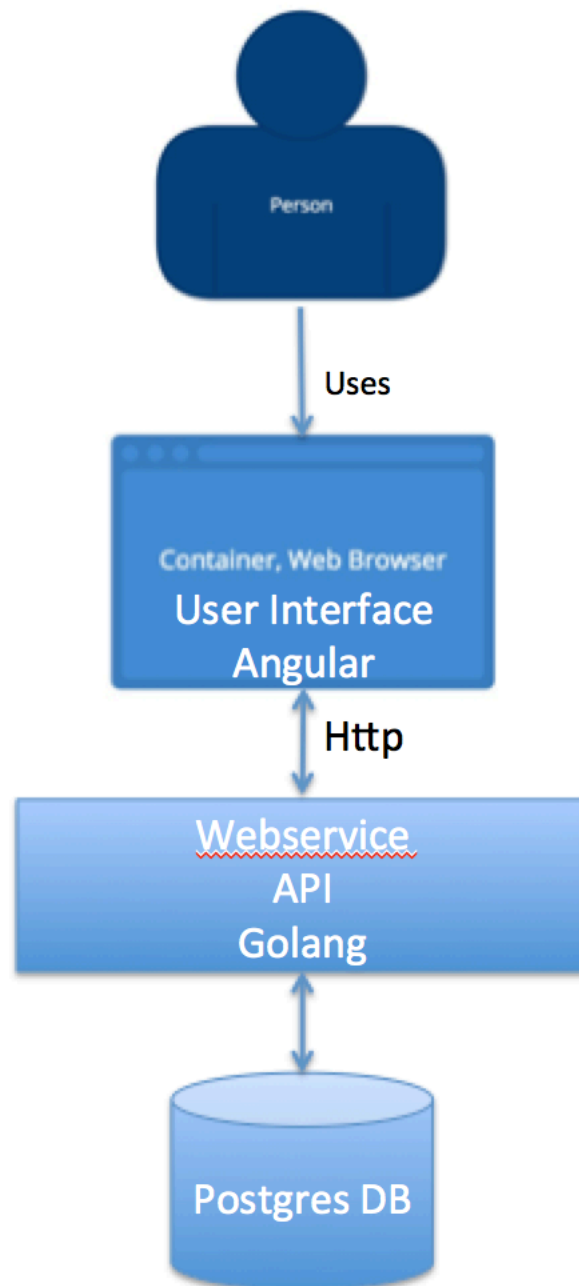 Person
Uses
Container, Web Browser
User Interface
Angular
Http
Webservice
API
Golang
Postgres DB